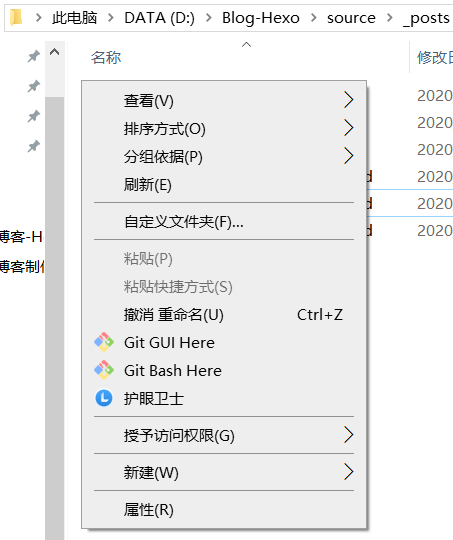 此电脑 > DATA (D:) > Blog-Hexo > source > _posts
名称 修改日
查看(V)
2020
排序方式(O)
2020
分组依据(P)
2020
刷新(E)
d 2020
d 2020
自定义文件夹(F)...
d 2020
博客-H
粘贴(P)
博客制作
粘贴快捷方式(S)
撤消 重命名(U) Ctrl+Z
Git GUI Here
Git Bash Here
护眼卫士
授予访问权限(G)
新建(W)
属性(R)